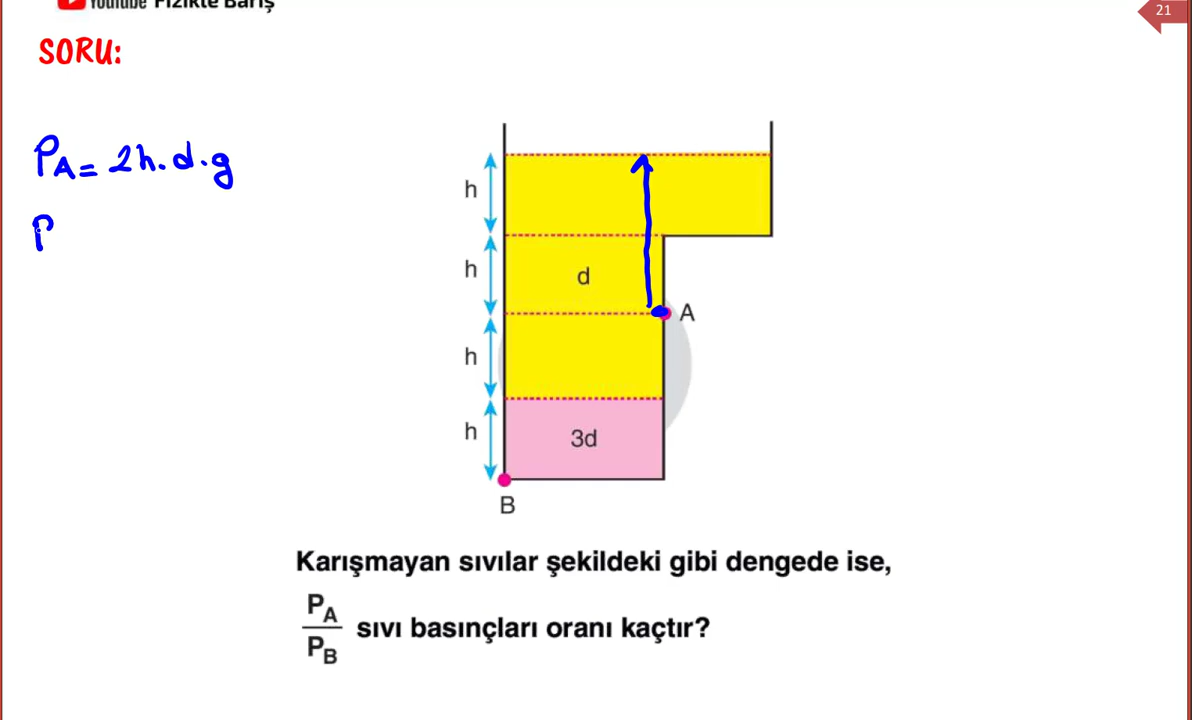 YouTube Fizikte Barış
21
SORU:
PA = 2h.d.g
P
h
h
d
A
h
h
3d
B
Karışmayan sıvılar şekildeki gibi dengede ise,
PA
PB
sıvı basınçları oranı kaçtır?